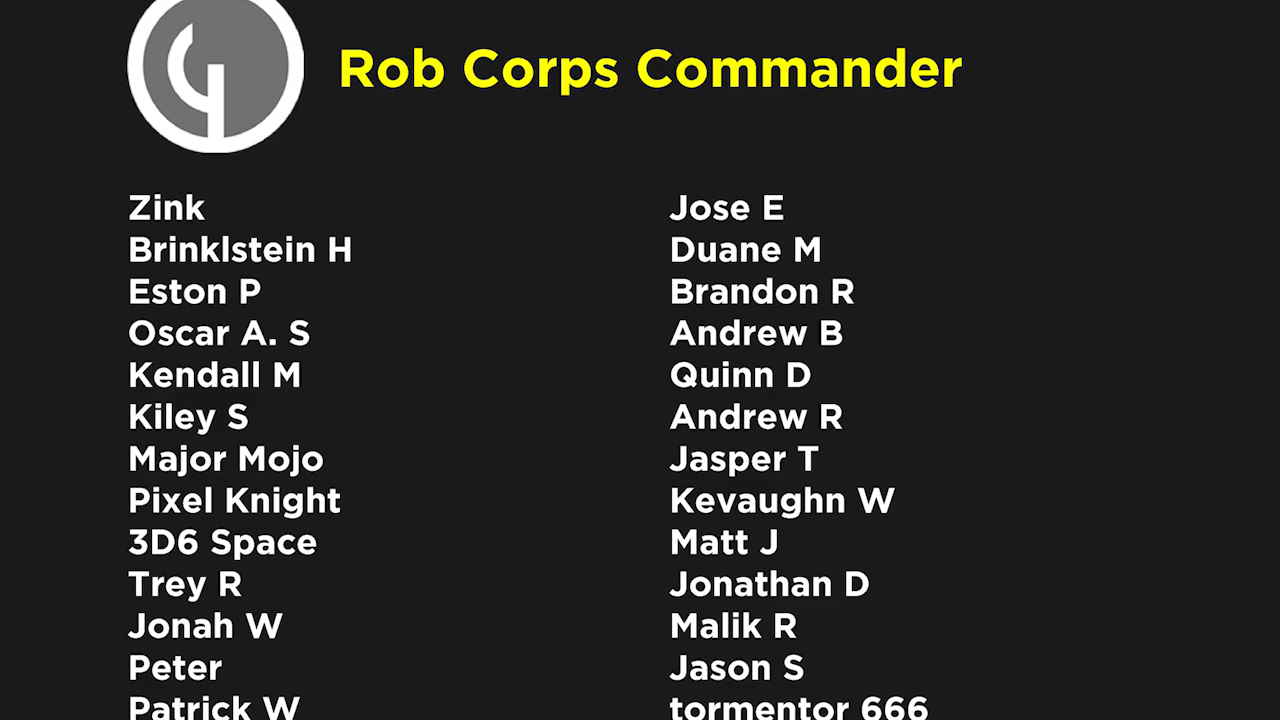 Rob Corps Commander
Zink
Brinklstein H
Eston P
Oscar A. S
Kendall M
Kiley S
Major Mojo
Pixel Knight
3D6 Space
Trey R
Jonah W
Peter
Patrick W
Jose E
Duane M
Brandon R
Andrew B
Quinn D
Andrew R
Jasper T
Kevaughn W
Matt J
Jonathan D
Malik R
Jason S
tormentor 666